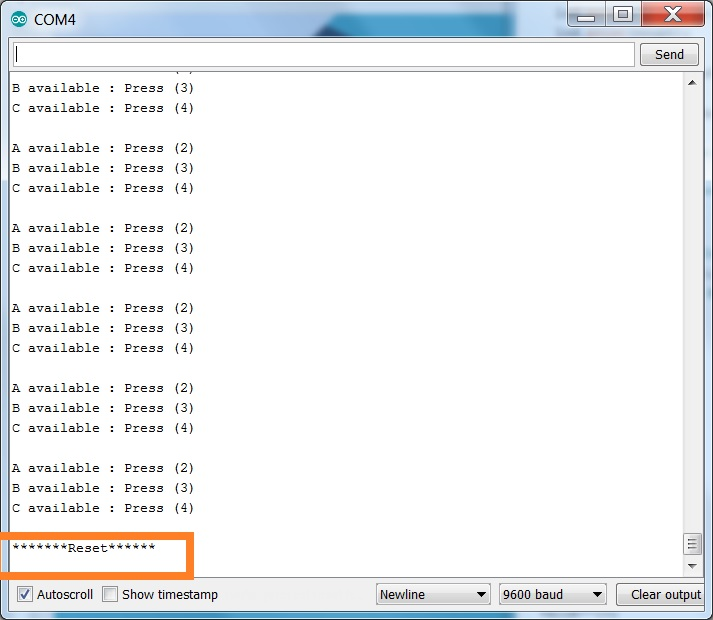 COM4
Send
B available : Press (3)
C available : Press (4)
A available : Press (2)
B available : Press (3)
C available : Press (4)
A available : Press (2)
B available : Press (3)
C available : Press (4)
A available : Press (2)
B available : Press (3)
C available : Press (4)
A available : Press (2)
B available : Press (3)
C available : Press (4)
A available : Press (2)
B available : Press (3)
C available : Press (4)
*******Reset******
Autoscroll Show timestamp Newline 9600 baud Clear output